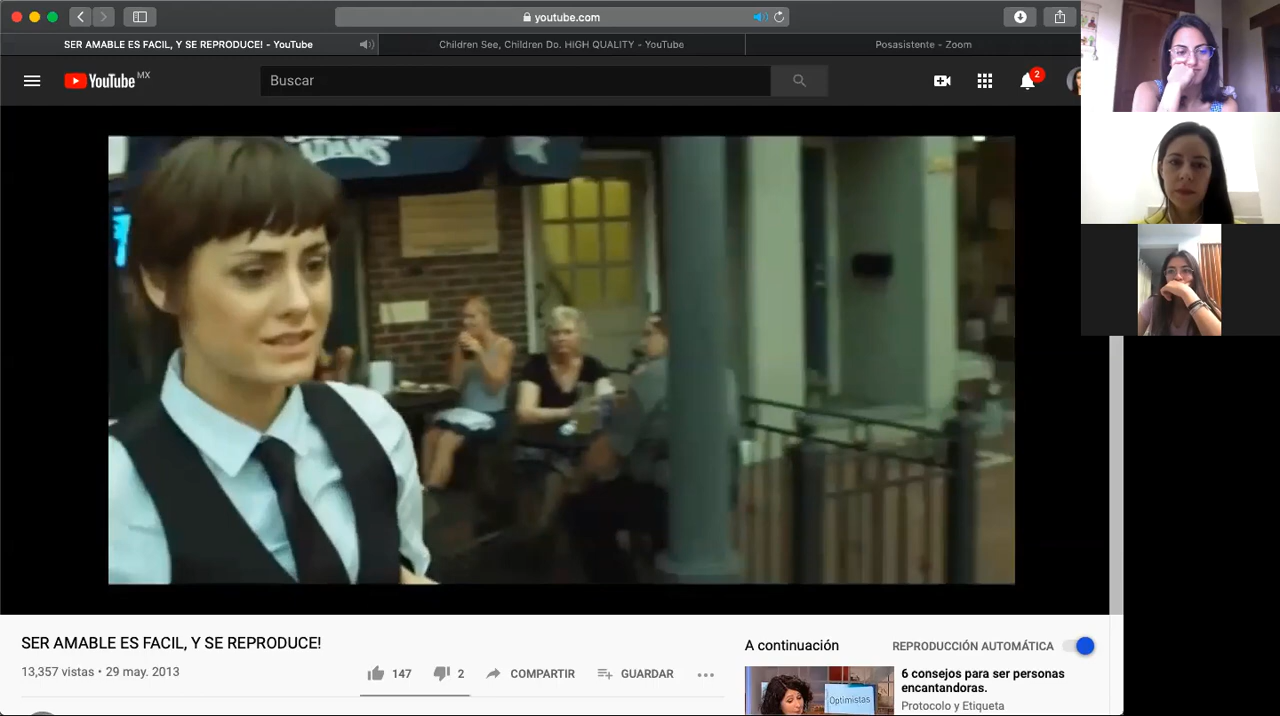 youtube.com
SER AMABLE ES FACIL, Y SE REPRODUCE! - YouTube
Children See, Children Do. HIGH QUALITY - YouTube
Posasistente - Zoom
YouTube MX
Buscar
2
ADAMS
SER AMABLE ES FACIL, Y SE REPRODUCE!
13,357 vistas • 29 may. 2013
147
2
COMPARTIR
GUARDAR
A continuación
REPRODUCCIÓN AUTOMÁTICA
Optimistas
6 consejos para ser personas
encantandoras.
Protocolo y Etiqueta